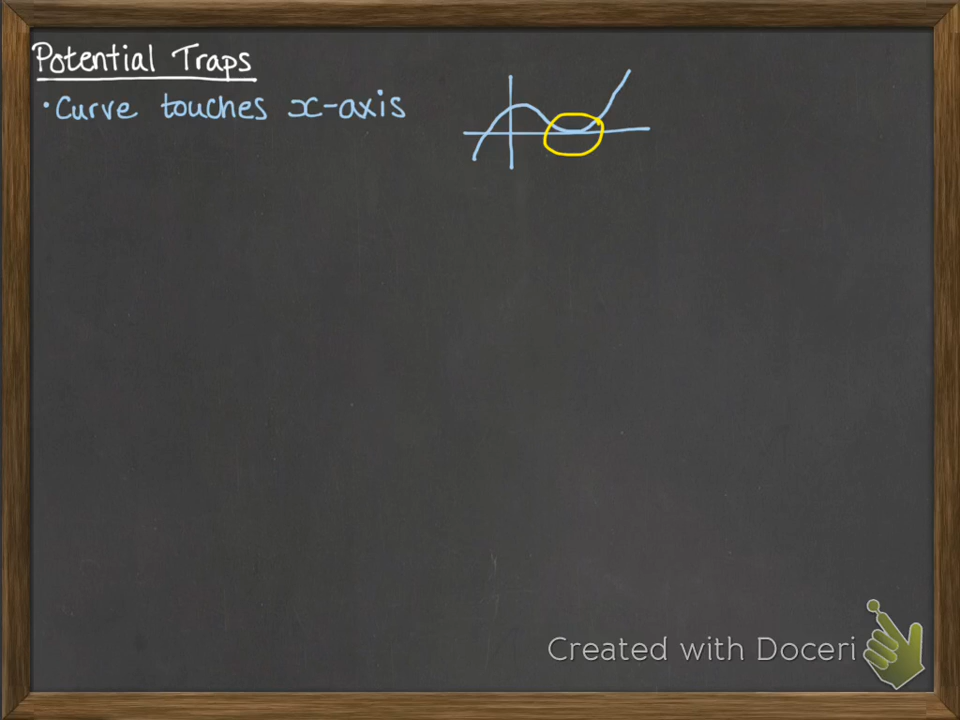 Potential Traps
• Curve touches x-axis
Created with Doceri